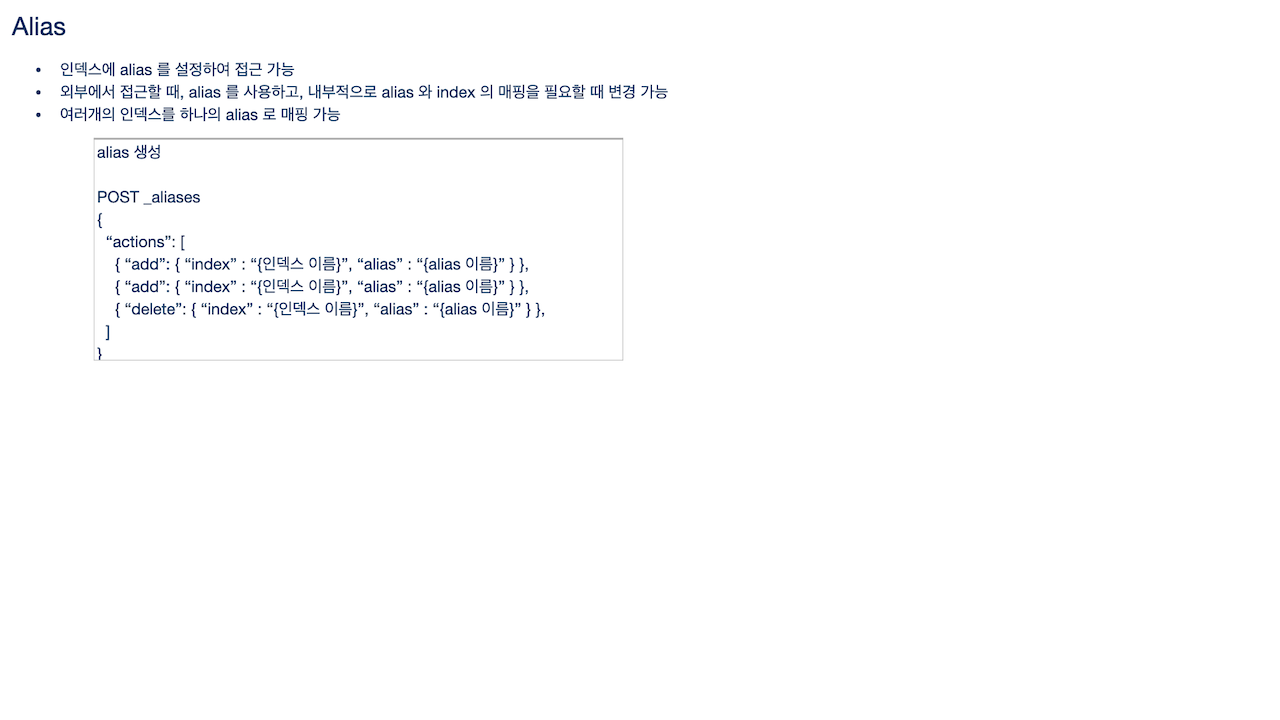 Alias
• 인덱스에 alias 를 설정하여 접근 가능
• 외부에서 접근할 때, alias 를 사용하고, 내부적으로 alias 와 index 의 매핑을 필요할 때 변경 가능
• 여러개의 인덱스를 하나의 alias 로 매핑 가능
alias 생성
POST _aliases
{
“actions”: [
{ “add”: { “index” : “{인덱스 이름}”, “alias” : “{alias 이름}” } },
{ “add”: { “index” : “{인덱스 이름}”, “alias” : “{alias 이름}” } },
{ “delete”: { “index” : “{인덱스 이름}”, “alias” : “{alias 이름}” } },
]
}